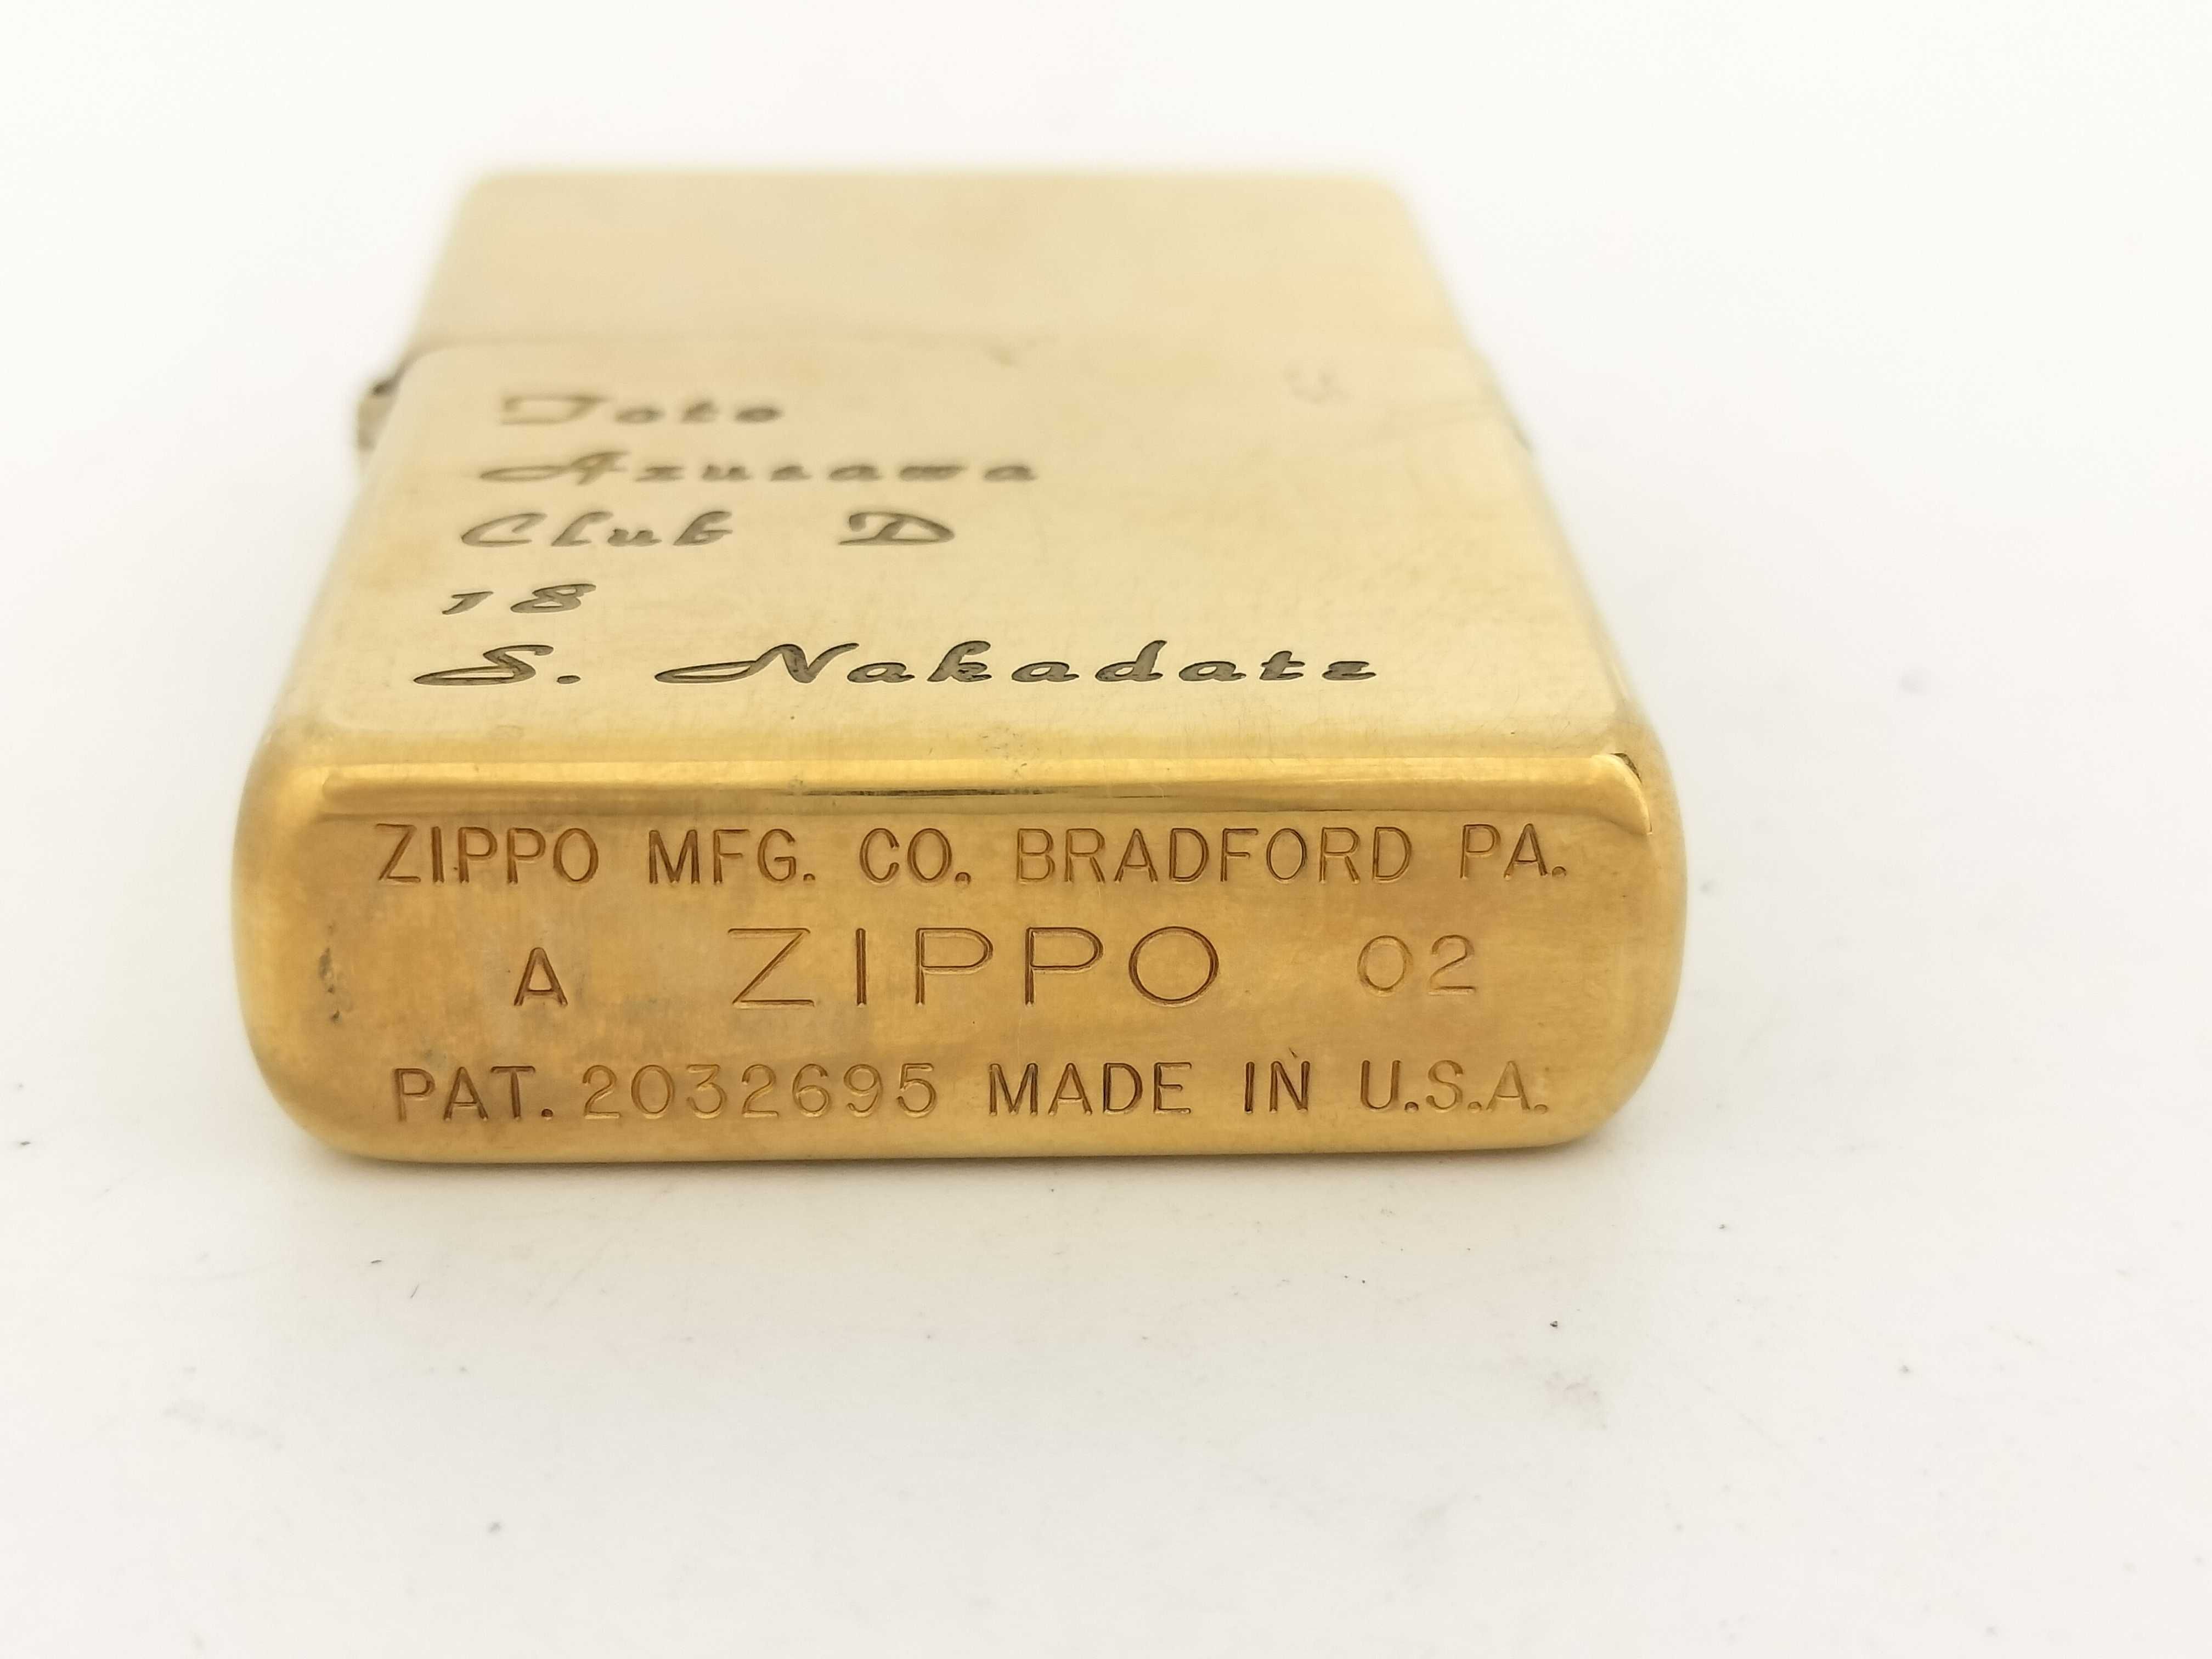 Toto
Azusawa
Club D
18
S. Nakadate
ZIPPO MFG. CO. BRADFORD PA.
A ZIPPO 02
PAT. 2032695 MADE IN U.S.A.